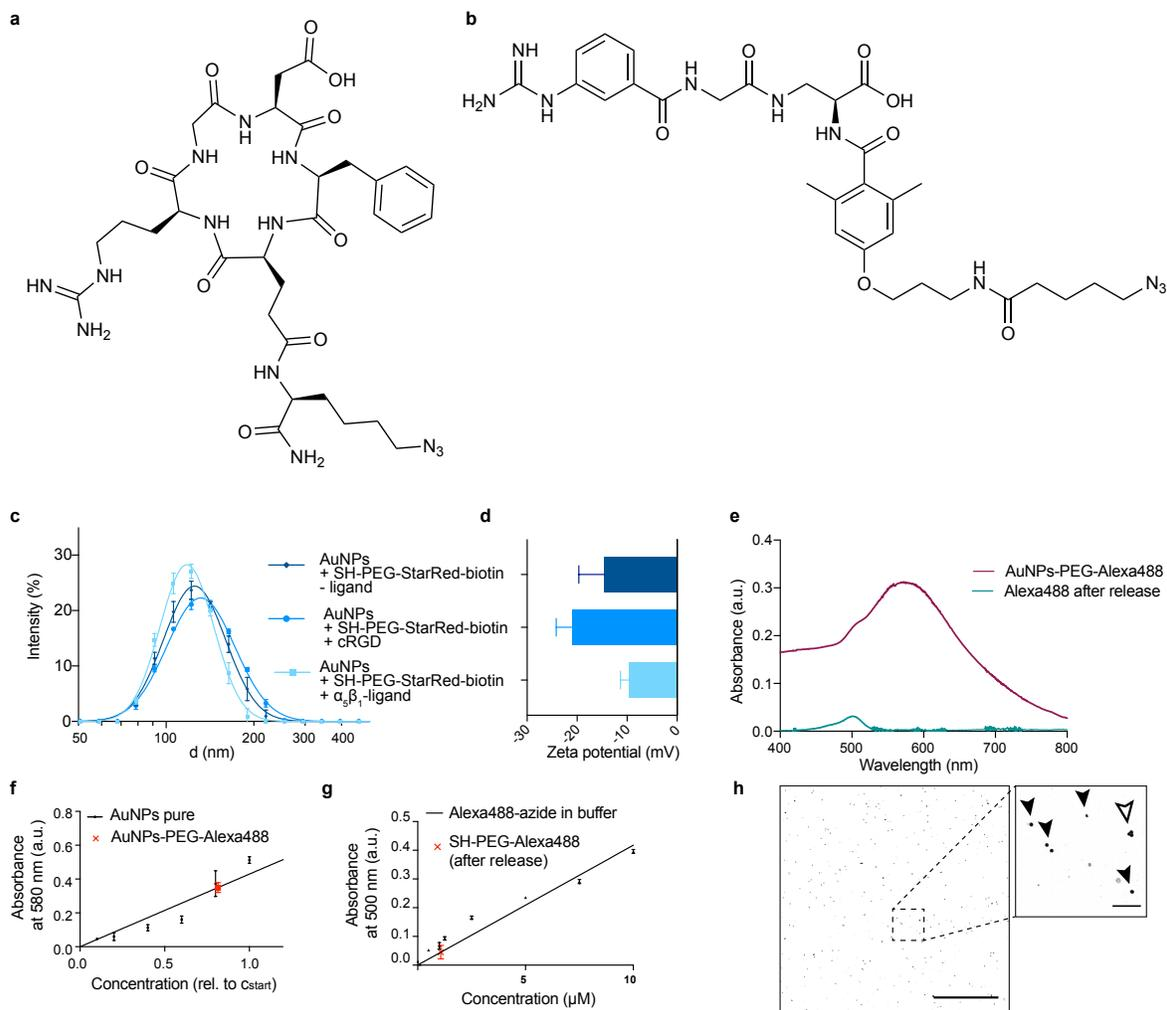 a
b
O
OH
O
N
H
O
HN
NH
O
NH
HN
O
O
NH
HN
NH2
O
HN
O
NH2
N3
NH
H2N
N
H
O
H
N
O
N
H
O
OH
HN
O
O
H
N
O
N3
c
Intensity (%)
30
20
10
0
50
100
200
300
400
d (nm)
AuNPs
+ SH-PEG-StarRed-biotin
- ligand
AuNPs
+ SH-PEG-StarRed-biotin
+ cRGD
AuNPs
+ SH-PEG-StarRed-biotin
+ α5β1-ligand
d
-30
-20
-10
0
Zeta potential (mV)
e
Absorbance (a.u.)
0.4
0.3
0.2
0.1
0.0
400
500
600
700
800
Wavelength (nm)
AuNPs-PEG-Alexa488
Alexa488 after release
f
Absorbance
at 580 nm (a.u.)
0.8
0.6
0.4
0.2
0.0
0.0
0.5
1.0
Concentration (rel. to cstart)
AuNPs pure
AuNPs-PEG-Alexa488
g
Absorbance
at 500 nm (a.u.)
0.5
0.4
0.3
0.2
0.1
0.0
5
10
Concentration (µM)
Alexa488-azide in buffer
SH-PEG-Alexa488
(after release)
h